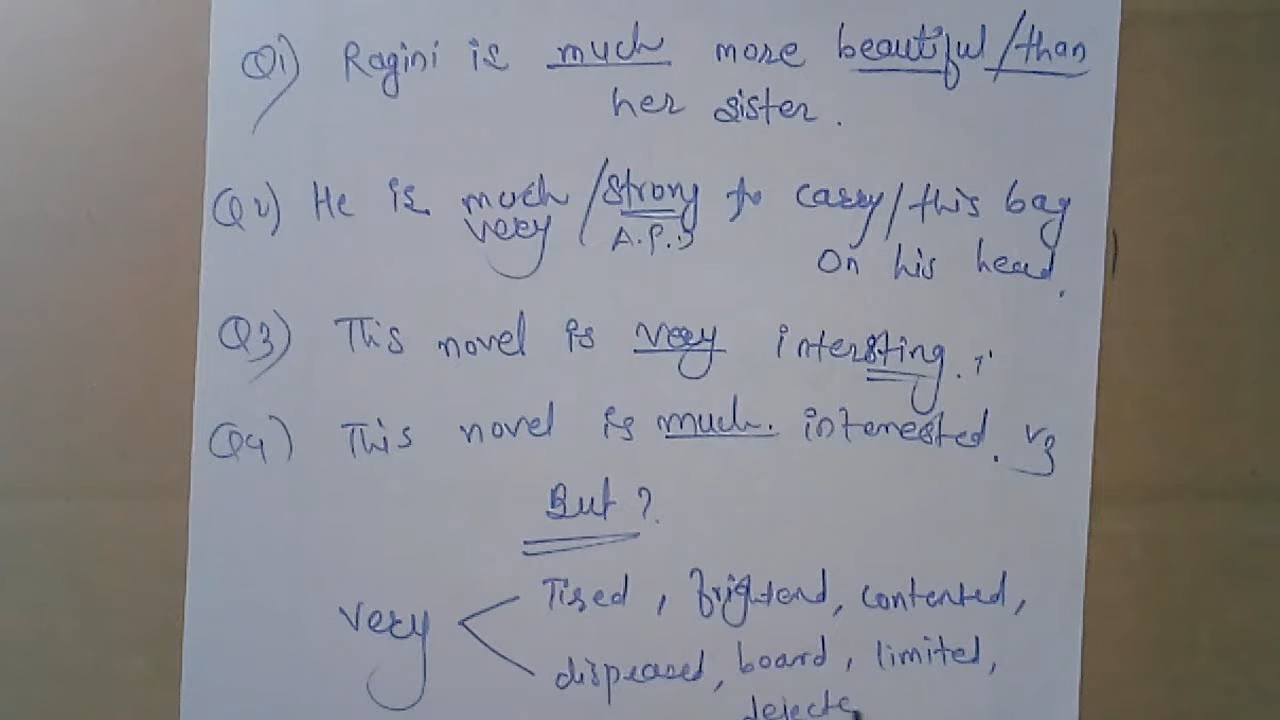 Q1) Ragini is much more beautiful/than
her sister.
Q2) He is much/strong to carry/this bag
very A.P.D
on his head.
Q3) This novel is very intersting.
Q4) This novel is much. interested. V3
But?
very Tired, frightend, contented,
dispeased, board, limited,
dejecte